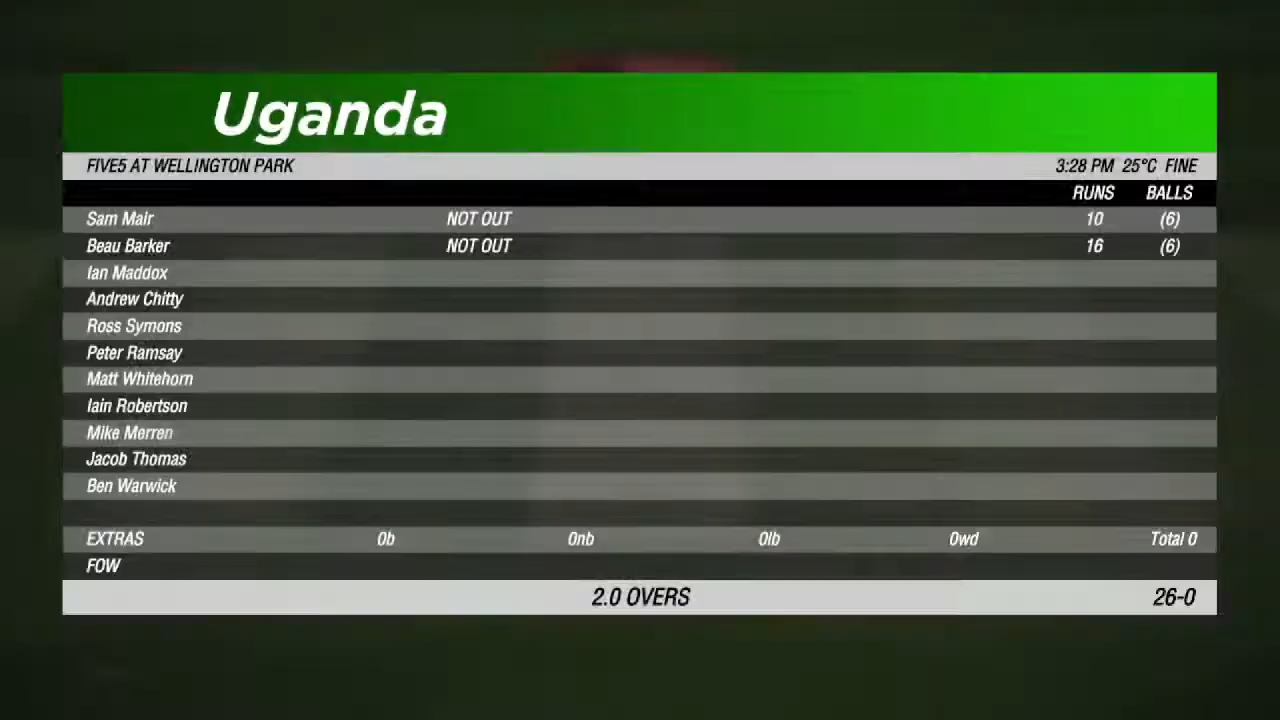 Uganda
FIVE5 AT WELLINGTON PARK 3:28 PM 25°C FINE
RUNS BALLS
Sam Mair NOT OUT 10 (6)
Beau Barker NOT OUT 16 (6)
Ian Maddox
Andrew Chitty
Ross Symons
Peter Ramsay
Matt Whitehorn
Iain Robertson
Mike Merren
Jacob Thomas
Ben Warwick
EXTRAS 0b 0nb 0lb 0wd Total 0
FOW
2.0 OVERS 26-0